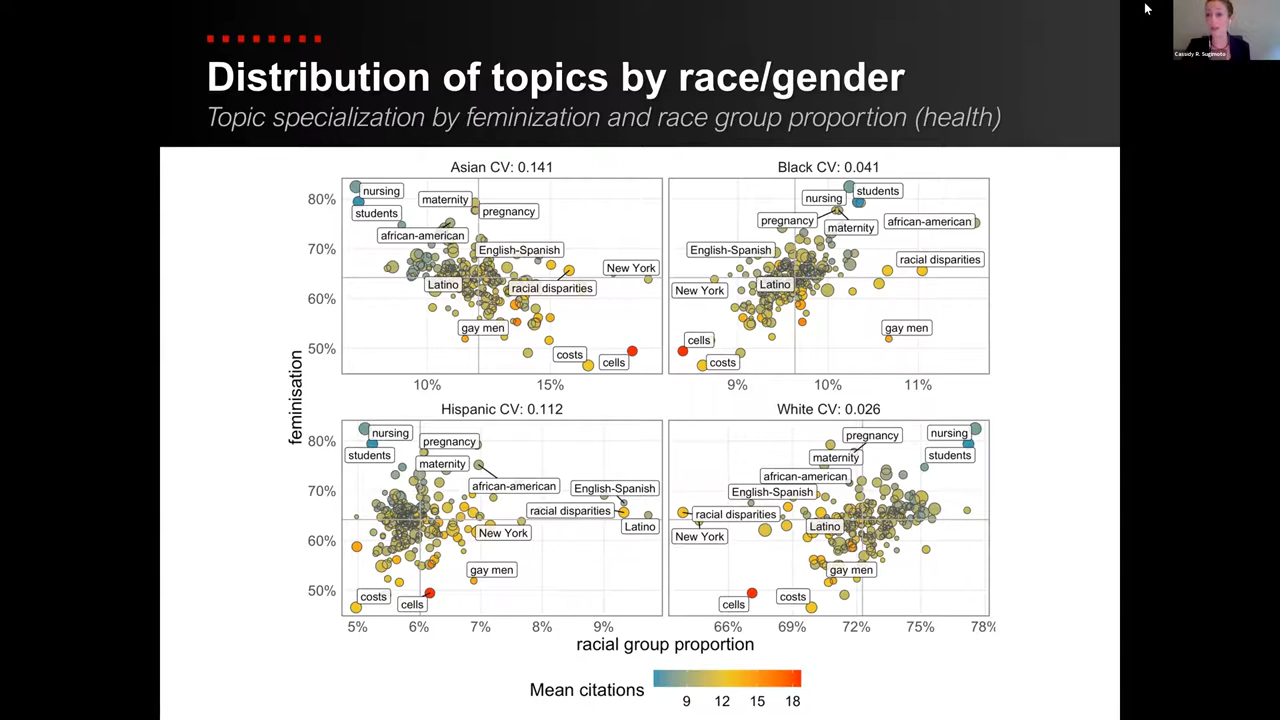 Distribution of topics by race/gender
Topic specialization by feminization and race group proportion (health)
Cassidy R. Sugimoto
Asian CV: 0.141
Black CV: 0.041
80%
70%
60%
50%
nursing
students
maternity
pregnancy
african-american
English-Spanish
New York
Latino
racial disparities
gay men
costs
cells
10%
15%
students
nursing
pregnancy
maternity
african-american
English-Spanish
racial disparities
New York
Latino
gay men
cells
costs
9%
10%
11%
feminisation
Hispanic CV: 0.112
White CV: 0.026
80%
70%
60%
50%
nursing
students
pregnancy
maternity
african-american
English-Spanish
racial disparities
Latino
New York
gay men
costs
cells
5%
6%
7%
8%
9%
pregnancy
nursing
maternity
students
african-american
English-Spanish
racial disparities
Latino
New York
gay men
cells
costs
66%
69%
72%
75%
78%
racial group proportion
Mean citations
9
12
15
18